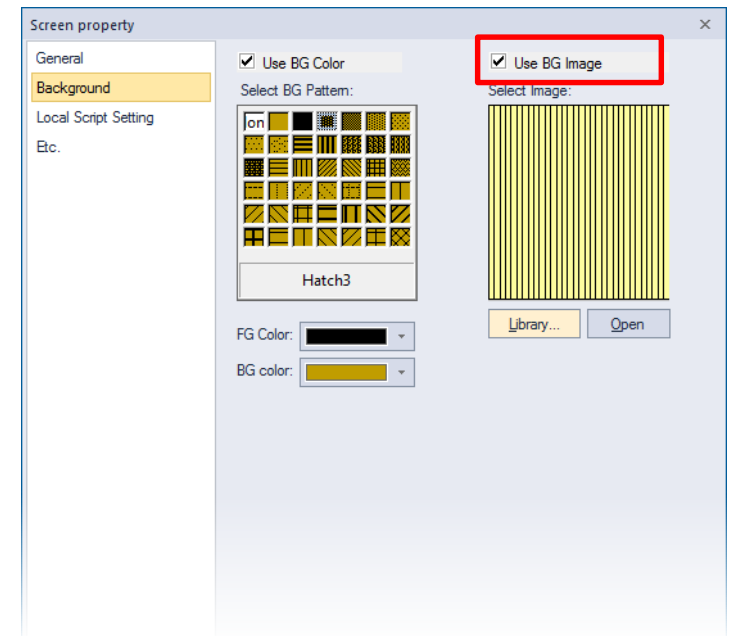 Screen property
General
Background
Local Script Setting
Etc.
Use BG Color
Select BG Pattern:
on
Hatch3
FG Color:
BG color:
Use BG Image
Select Image:
Library...
Open